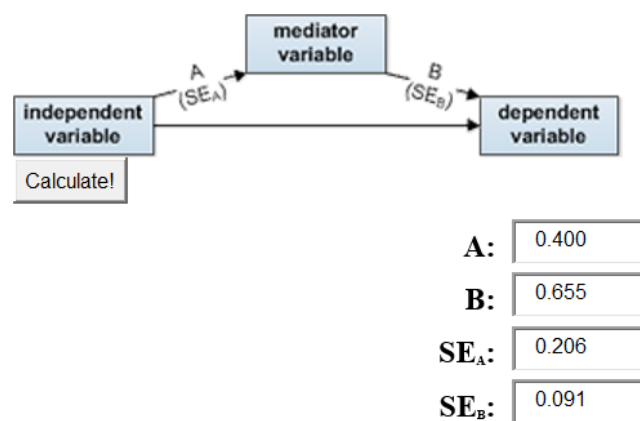 mediator
variable
A
(SEA)
B
(SEB)
independent
variable
dependent
variable
Calculate!
A: 0.400
B: 0.655
SEA: 0.206
SEB: 0.091